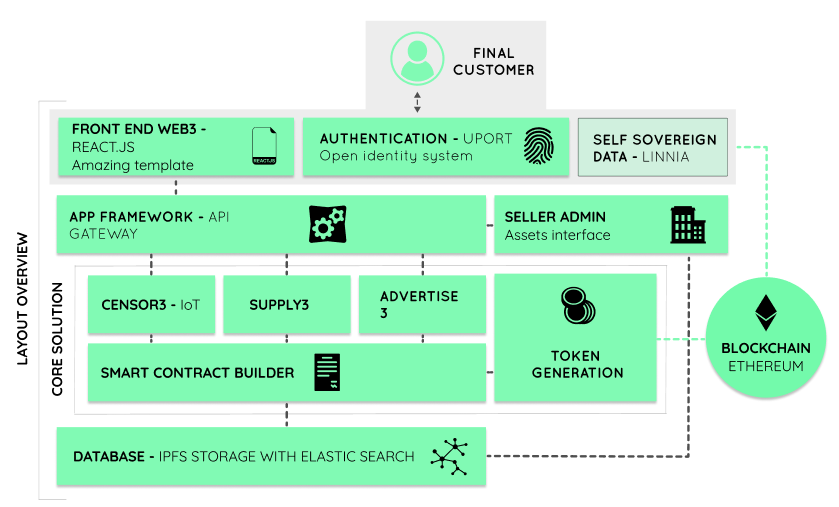 FINAL
CUSTOMER
FRONT END WEB3 -
REACT.JS
Amazing template
REACTJS
AUTHENTICATION - UPORT
Open identity system
SELF SOVEREIGN
DATA - LINNIA
APP FRAMEWORK - API
GATEWAY
SELLER ADMIN
Assets interface
LAYOUT OVERVIEW
CORE SOLUTION
CENSOR3 - IoT
SUPPLY3
ADVERTISE
3
TOKEN
GENERATION
BLOCKCHAIN
ETHEREUM
SMART CONTRACT BUILDER
DATABASE - IPFS STORAGE WITH ELASTIC SEARCH